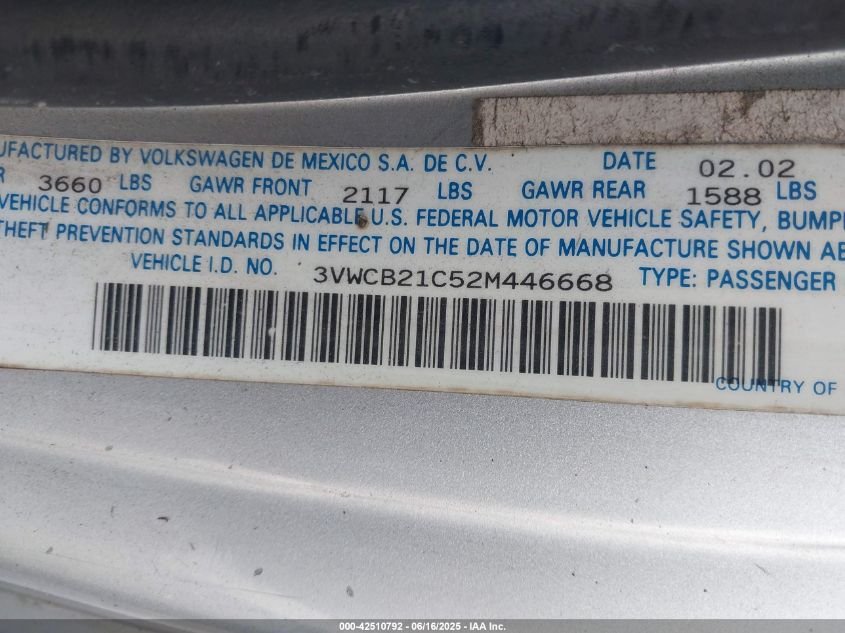 MANUFACTURED BY VOLKSWAGEN DE MEXICO S.A. DE C.V. DATE 02.02
3660 LBS GAWR FRONT 2117 LBS GAWR REAR 1588 LBS
VEHICLE CONFORMS TO ALL APPLICABLE U.S. FEDERAL MOTOR VEHICLE SAFETY, BUMP
THEFT PREVENTION STANDARDS IN EFFECT ON THE DATE OF MANUFACTURE SHOWN AB
VEHICLE I.D. NO. 3VWCB21C52M446668 TYPE: PASSENGER
COUNTRY OF
000-42510792 - 06/16/2025 - IAA Inc.